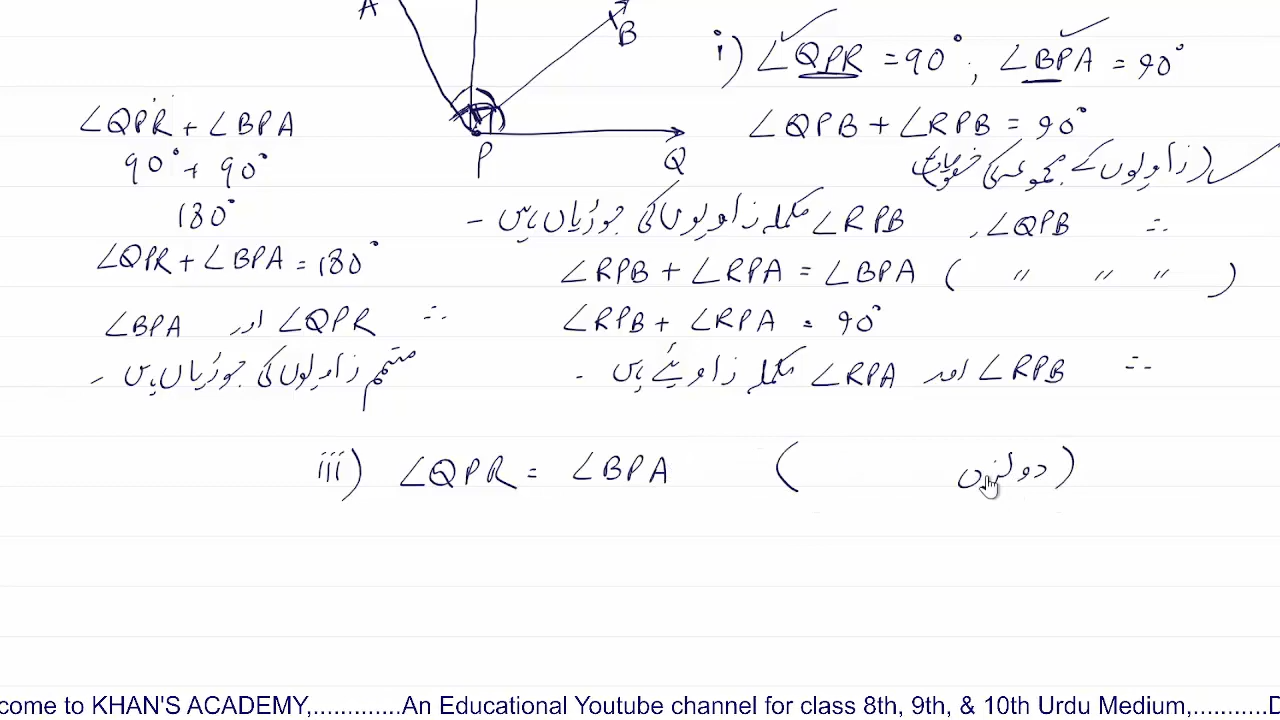 A
B
P
Q
i) ∠QPR = 90° ; ∠BPA = 90°
∠QPB + ∠RPB = 90°
(زاویوں کے مجموعہ کی خصوصیات)
∴ ∠QPB , ∠RPB مکملہ زاویوں کی جوڑیاں ہیں -
∠RPB + ∠RPA = ∠BPA ( " " " )
∠RPB + ∠RPA = 90°
∴ ∠RPB اور ∠RPA مکملہ زاویئے ہیں -
∠QPR + ∠BPA
90° + 90°
180°
∠QPR + ∠BPA = 180°
∴ ∠QPR اور ∠BPA
متمم زاویوں کی جوڑیاں ہیں -
iii) ∠QPR = ∠BPA (دونوں )
come to KHAN'S ACADEMY,.............An Educational Youtube channel for class 8th, 9th, & 10th Urdu Medium,...........D